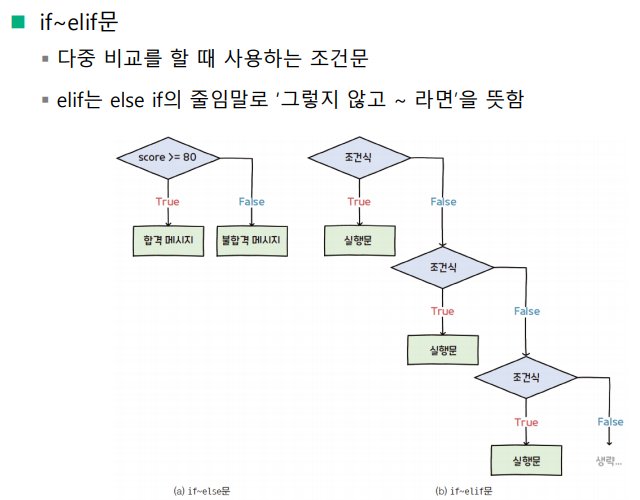 if~elif문
다중 비교를 할 때 사용하는 조건문
elif는 else if의 줄임말로 '그렇지 않고 ~ 라면'을 뜻함
score >= 80
조건식
True
False
True
False
합격 메시지
불합격 메시지
실행문
조건식
True
False
실행문
조건식
True
False
실행문
생략...
(a) if~else문
(b) if~elif문